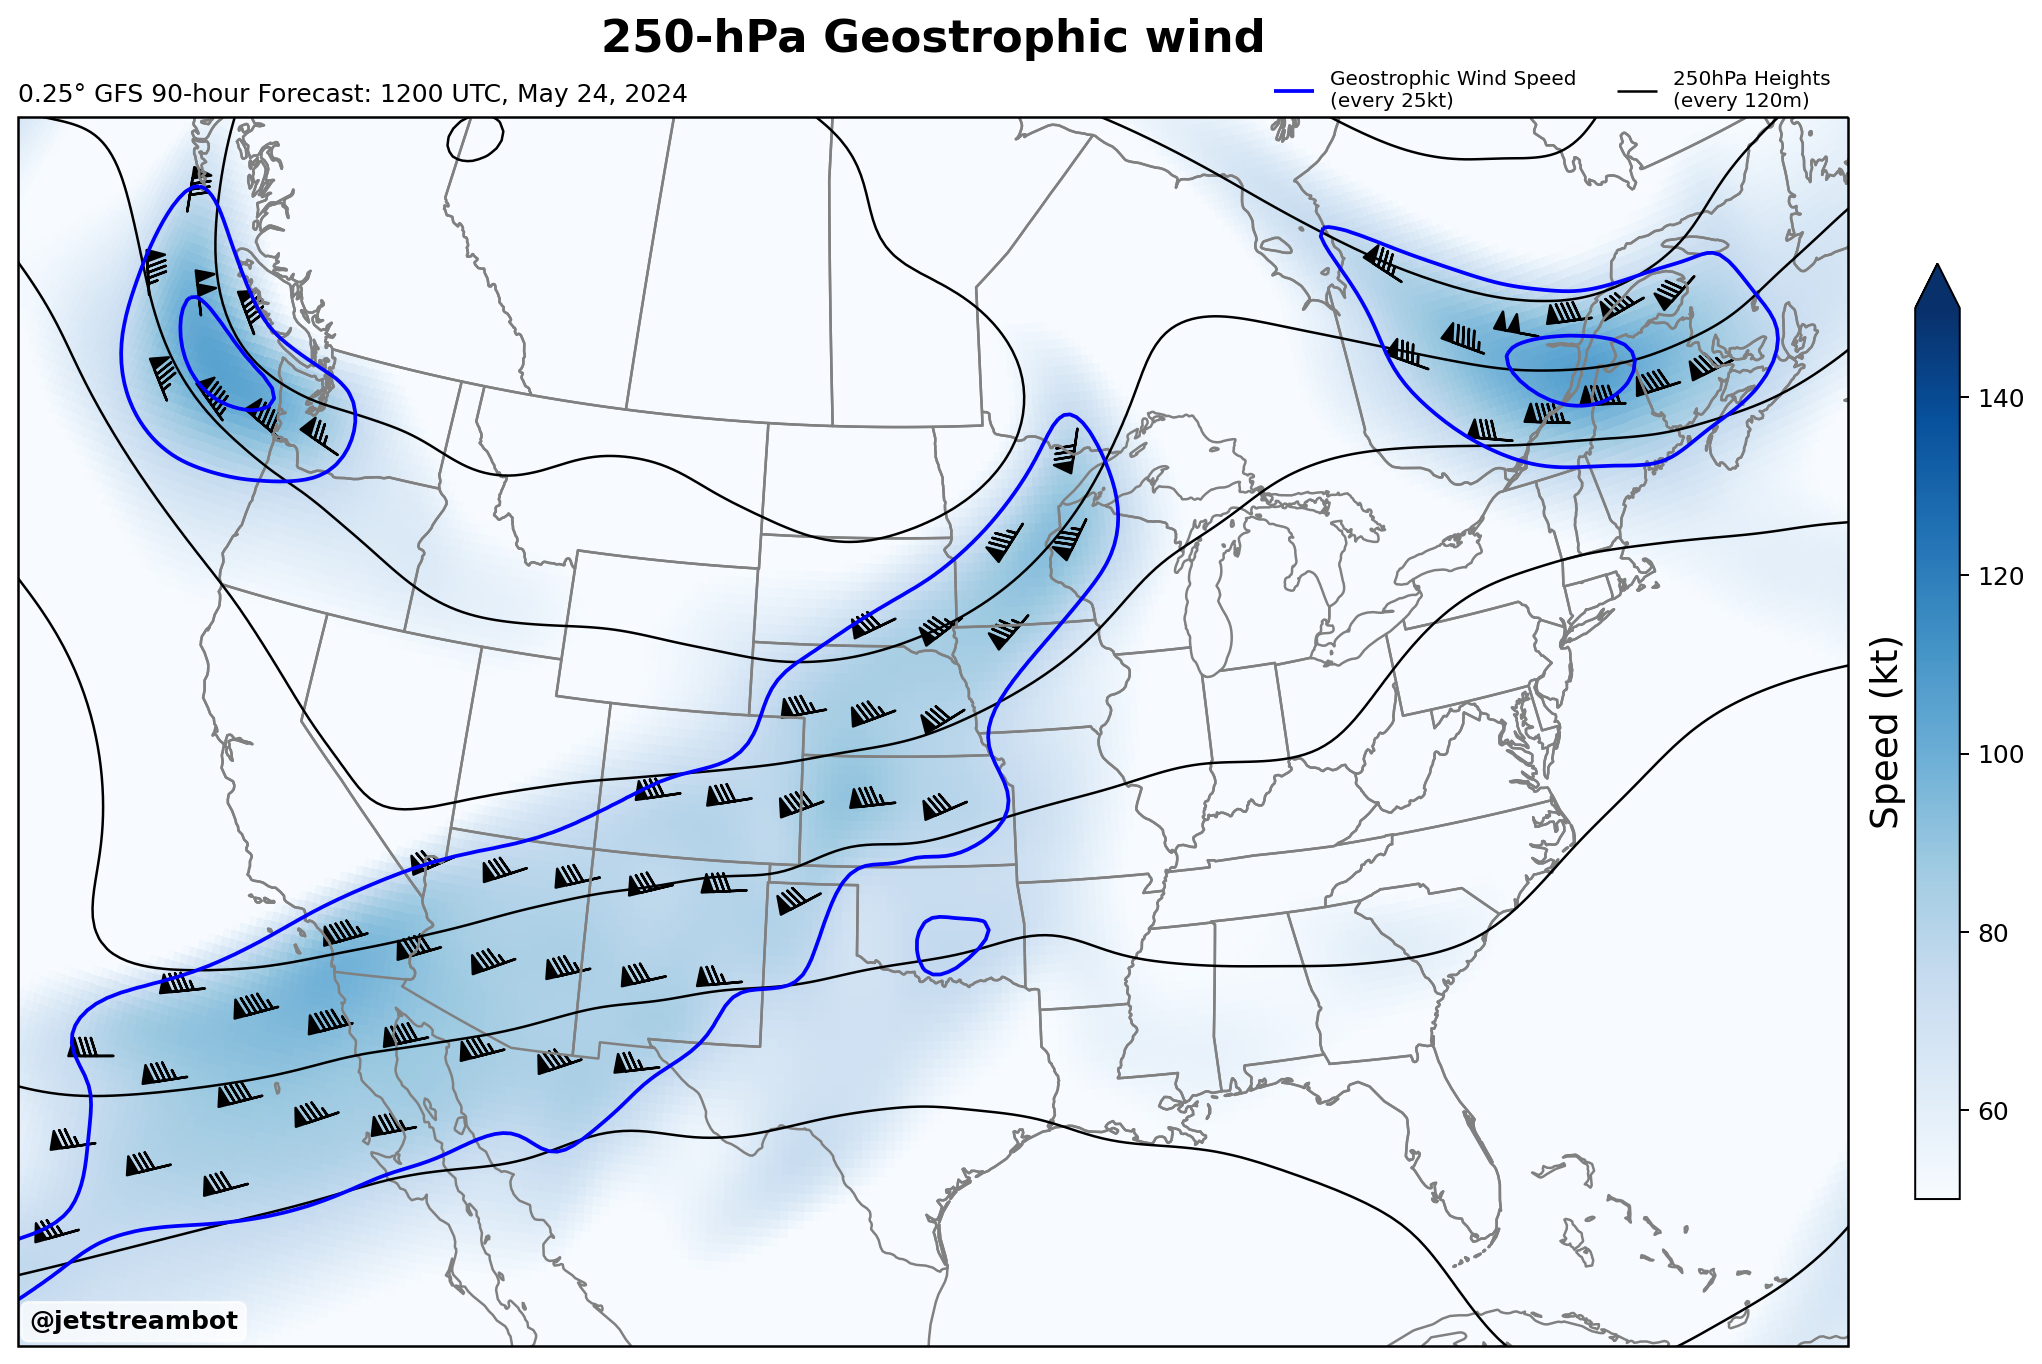 250-hPa Geostrophic wind
0.25° GFS 90-hour Forecast: 1200 UTC, May 24, 2024
Geostrophic Wind Speed
(every 25kt)
250hPa Heights
(every 120m)
140
120
100
80
60
Speed (kt)
@jetstreambot